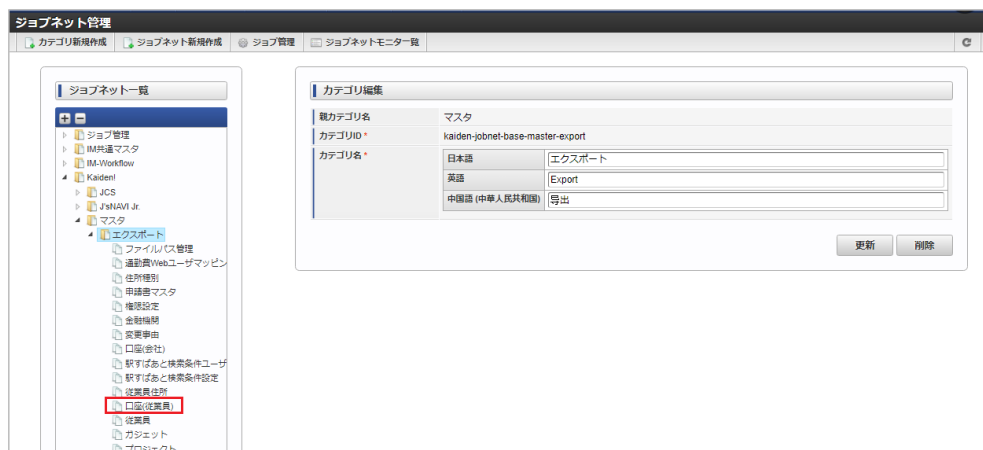 ジョブネット管理
カテゴリ新規作成 ジョブネット新規作成 ジョブ管理 ジョブネットモニター覧
ジョブネット一覧
ジョブ管理
IM共通マスタ
IM-Workflow
Kaiden!
JCS
J'sNAVI Jr.
マスタ
エクスポート
ファイルパス管理
通勤費Webユーザマッピン
住所種別
申請書マスタ
権限設定
金融機関
変更事由
口座(会社)
駅すぱあと検索条件ユーザ
駅すぱあと検索条件設定
従業員住所
口座(従業員)
従業員
ガジェット
プロジェクト
カテゴリ編集
親カテゴリ名 マスタ
カテゴリID * kaiden-jobnet-base-master-export
カテゴリ名 *
日本語 エクスポート
英語 Export
中国語 (中華人民共和国) 导出
更新 削除